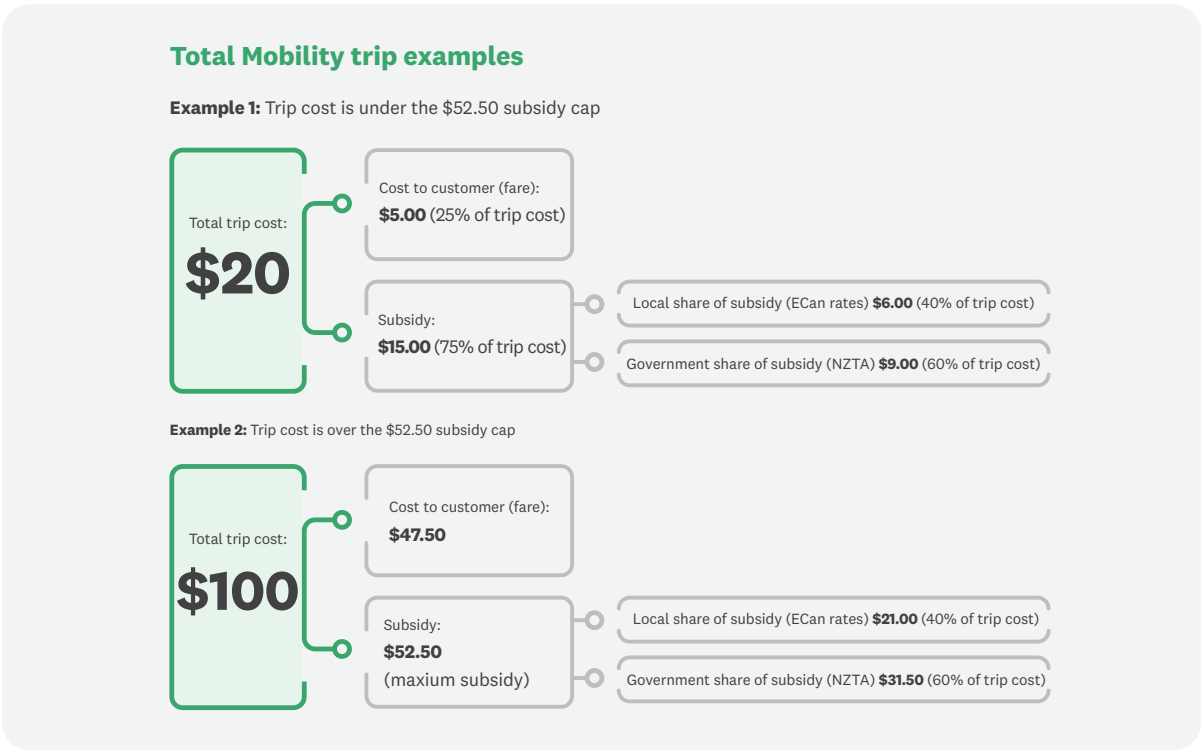 Total Mobility trip examples
Example 1: Trip cost is under the $52.50 subsidy cap
Total trip cost:
$20
Cost to customer (fare):
$5.00 (25% of trip cost)
Subsidy:
$15.00 (75% of trip cost)
Local share of subsidy (ECan rates) $6.00 (40% of trip cost)
Government share of subsidy (NZTA) $9.00 (60% of trip cost)
Example 2: Trip cost is over the $52.50 subsidy cap
Total trip cost:
$100
Cost to customer (fare):
$47.50
Subsidy:
$52.50
(maxium subsidy)
Local share of subsidy (ECan rates) $21.00 (40% of trip cost)
Government share of subsidy (NZTA) $31.50 (60% of trip cost)